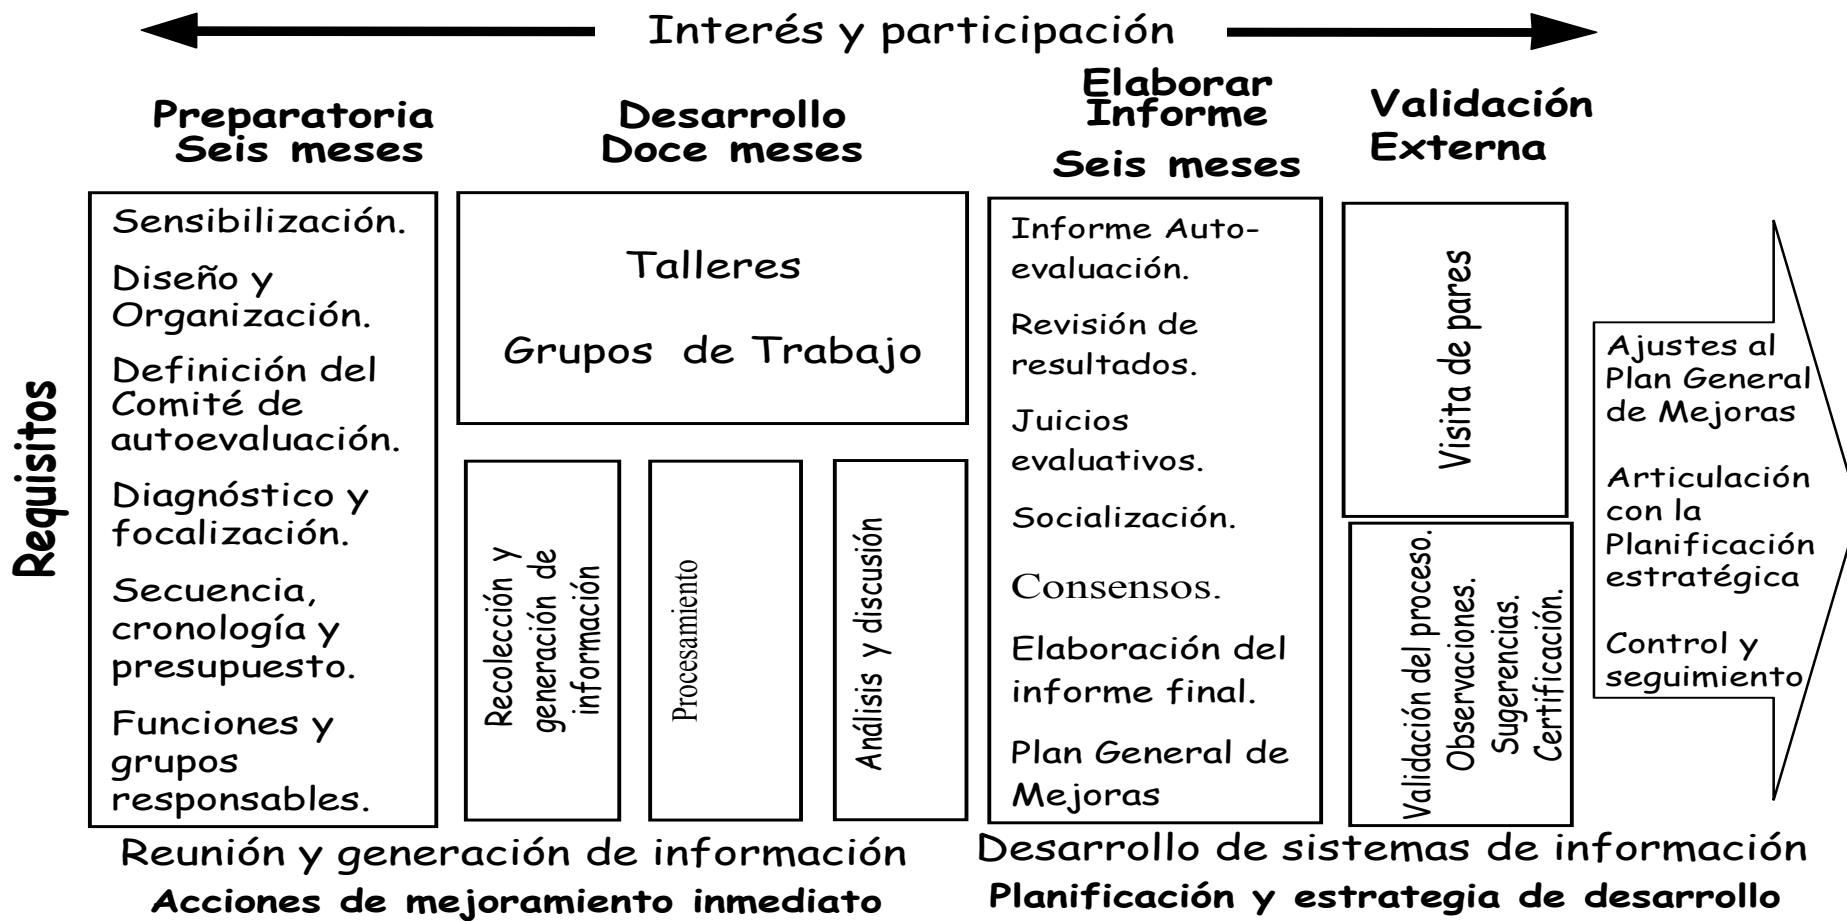 Interés y participación
Preparatoria
Seis meses
Desarrollo
Doce meses
Elaborar
Informe
Seis meses
Validación
Externa
Requisitos
Sensibilización.
Diseño y
Organización.
Definición del
Comité de
autoevaluación.
Diagnóstico y
focalización.
Secuencia,
cronología y
presupuesto.
Funciones y
grupos
responsables.
Talleres
Grupos de Trabajo
Recolección y
generación de
información
Procesamiento
Análisis y discusión
Informe Auto-
evaluación.
Revisión de
resultados.
Juicios
evaluativos.
Socialización.
Consensos.
Elaboración del
informe final.
Plan General de
Mejoras
Visita de pares
Validación del proceso.
Observaciones.
Sugerencias.
Certificación.
Ajustes al
Plan General
de Mejoras
Articulación
con la
Planificación
estratégica
Control y
seguimiento
Reunión y generación de información
Acciones de mejoramiento inmediato
Desarrollo de sistemas de información
Planificación y estrategia de desarrollo